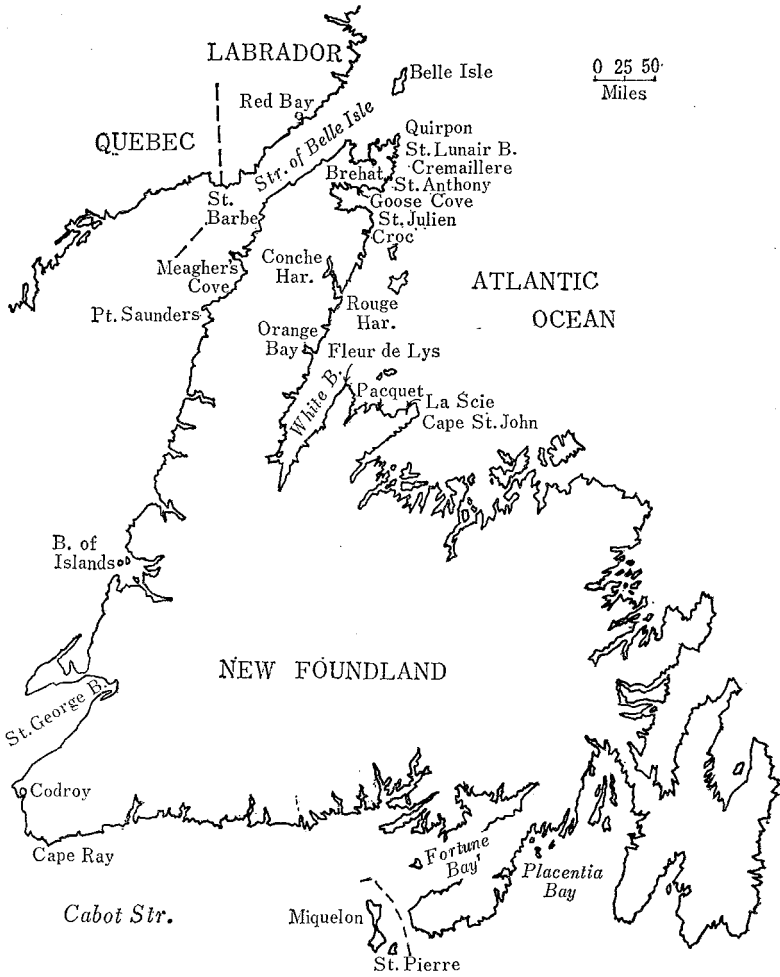 LABRADOR
Belle Isle
0 25 50
Miles
Red Bay
Str. of Belle Isle
QUEBEC
Quirpon
St. Lunair B.
Cremaillere
Brehat
St. Anthony
Goose Cove
St.
Barbe
St. Julien
Croc
Meagher's
Cove
Conche
Har.
ATLANTIC
OCEAN
Pt. Saunders
Rouge
Har.
Orange
Bay
Fleur de Lys
White B.
Pacquet
La Scie
Cape St. John
B. of
Islands
NEW FOUNDLAND
St. George B.
Codroy
Cape Ray
Fortune
Bay
Placentia
Bay
Cabot Str.
Miquelon
St. Pierre